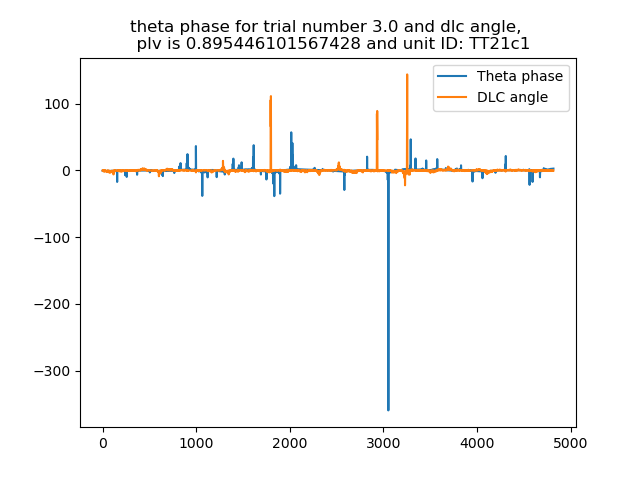 theta phase for trial number 3.0 and dlc angle,
plv is 0.895446101567428 and unit ID: TT21c1
Theta phase
DLC angle
100
0
−100
−200
−300
0 1000 2000 3000 4000 5000